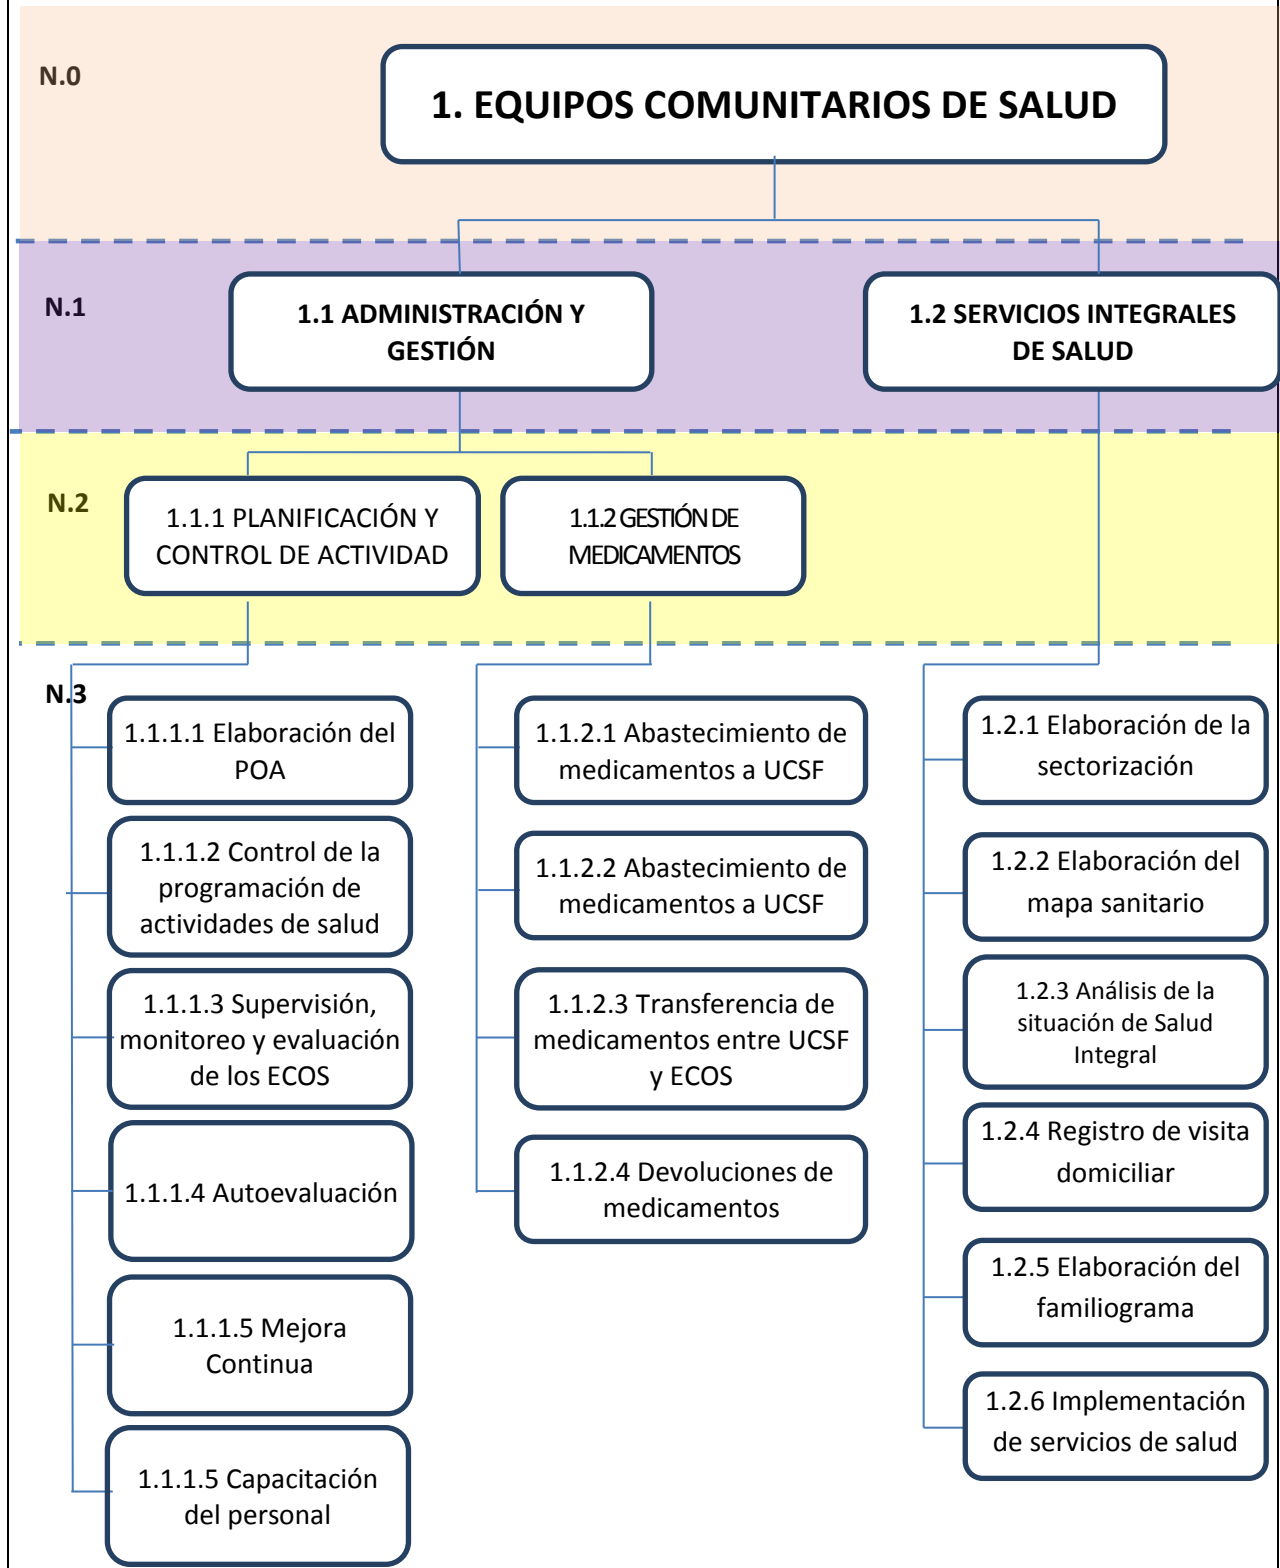 N.0
1. EQUIPOS COMUNITARIOS DE SALUD
N.1
1.1 ADMINISTRACIÓN Y
GESTIÓN
1.2 SERVICIOS INTEGRALES
DE SALUD
N.2
1.1.1 PLANIFICACIÓN Y
CONTROL DE ACTIVIDAD
1.1.2 GESTIÓN DE
MEDICAMENTOS
N.3
1.1.1.1 Elaboración del
POA
1.1.1.2 Control de la
programación de
actividades de salud
1.1.1.3 Supervisión,
monitoreo y evaluación
de los ECOS
1.1.1.4 Autoevaluación
1.1.1.5 Mejora
Continua
1.1.1.5 Capacitación
del personal
1.1.2.1 Abastecimiento de
medicamentos a UCSF
1.1.2.2 Abastecimiento de
medicamentos a UCSF
1.1.2.3 Transferencia de
medicamentos entre UCSF
y ECOS
1.1.2.4 Devoluciones de
medicamentos
1.2.1 Elaboración de la
sectorización
1.2.2 Elaboración del
mapa sanitario
1.2.3 Análisis de la
situación de Salud
Integral
1.2.4 Registro de visita
domiciliar
1.2.5 Elaboración del
familiograma
1.2.6 Implementación
de servicios de salud